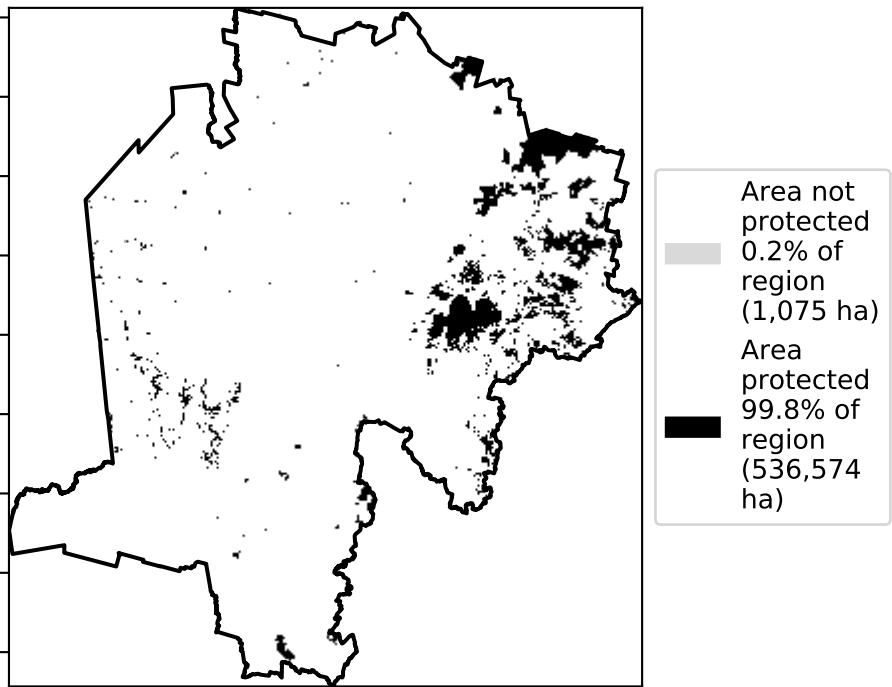 Area not
protected
0.2% of
region
(1,075 ha)
Area
protected
99.8% of
region
(536,574
ha)